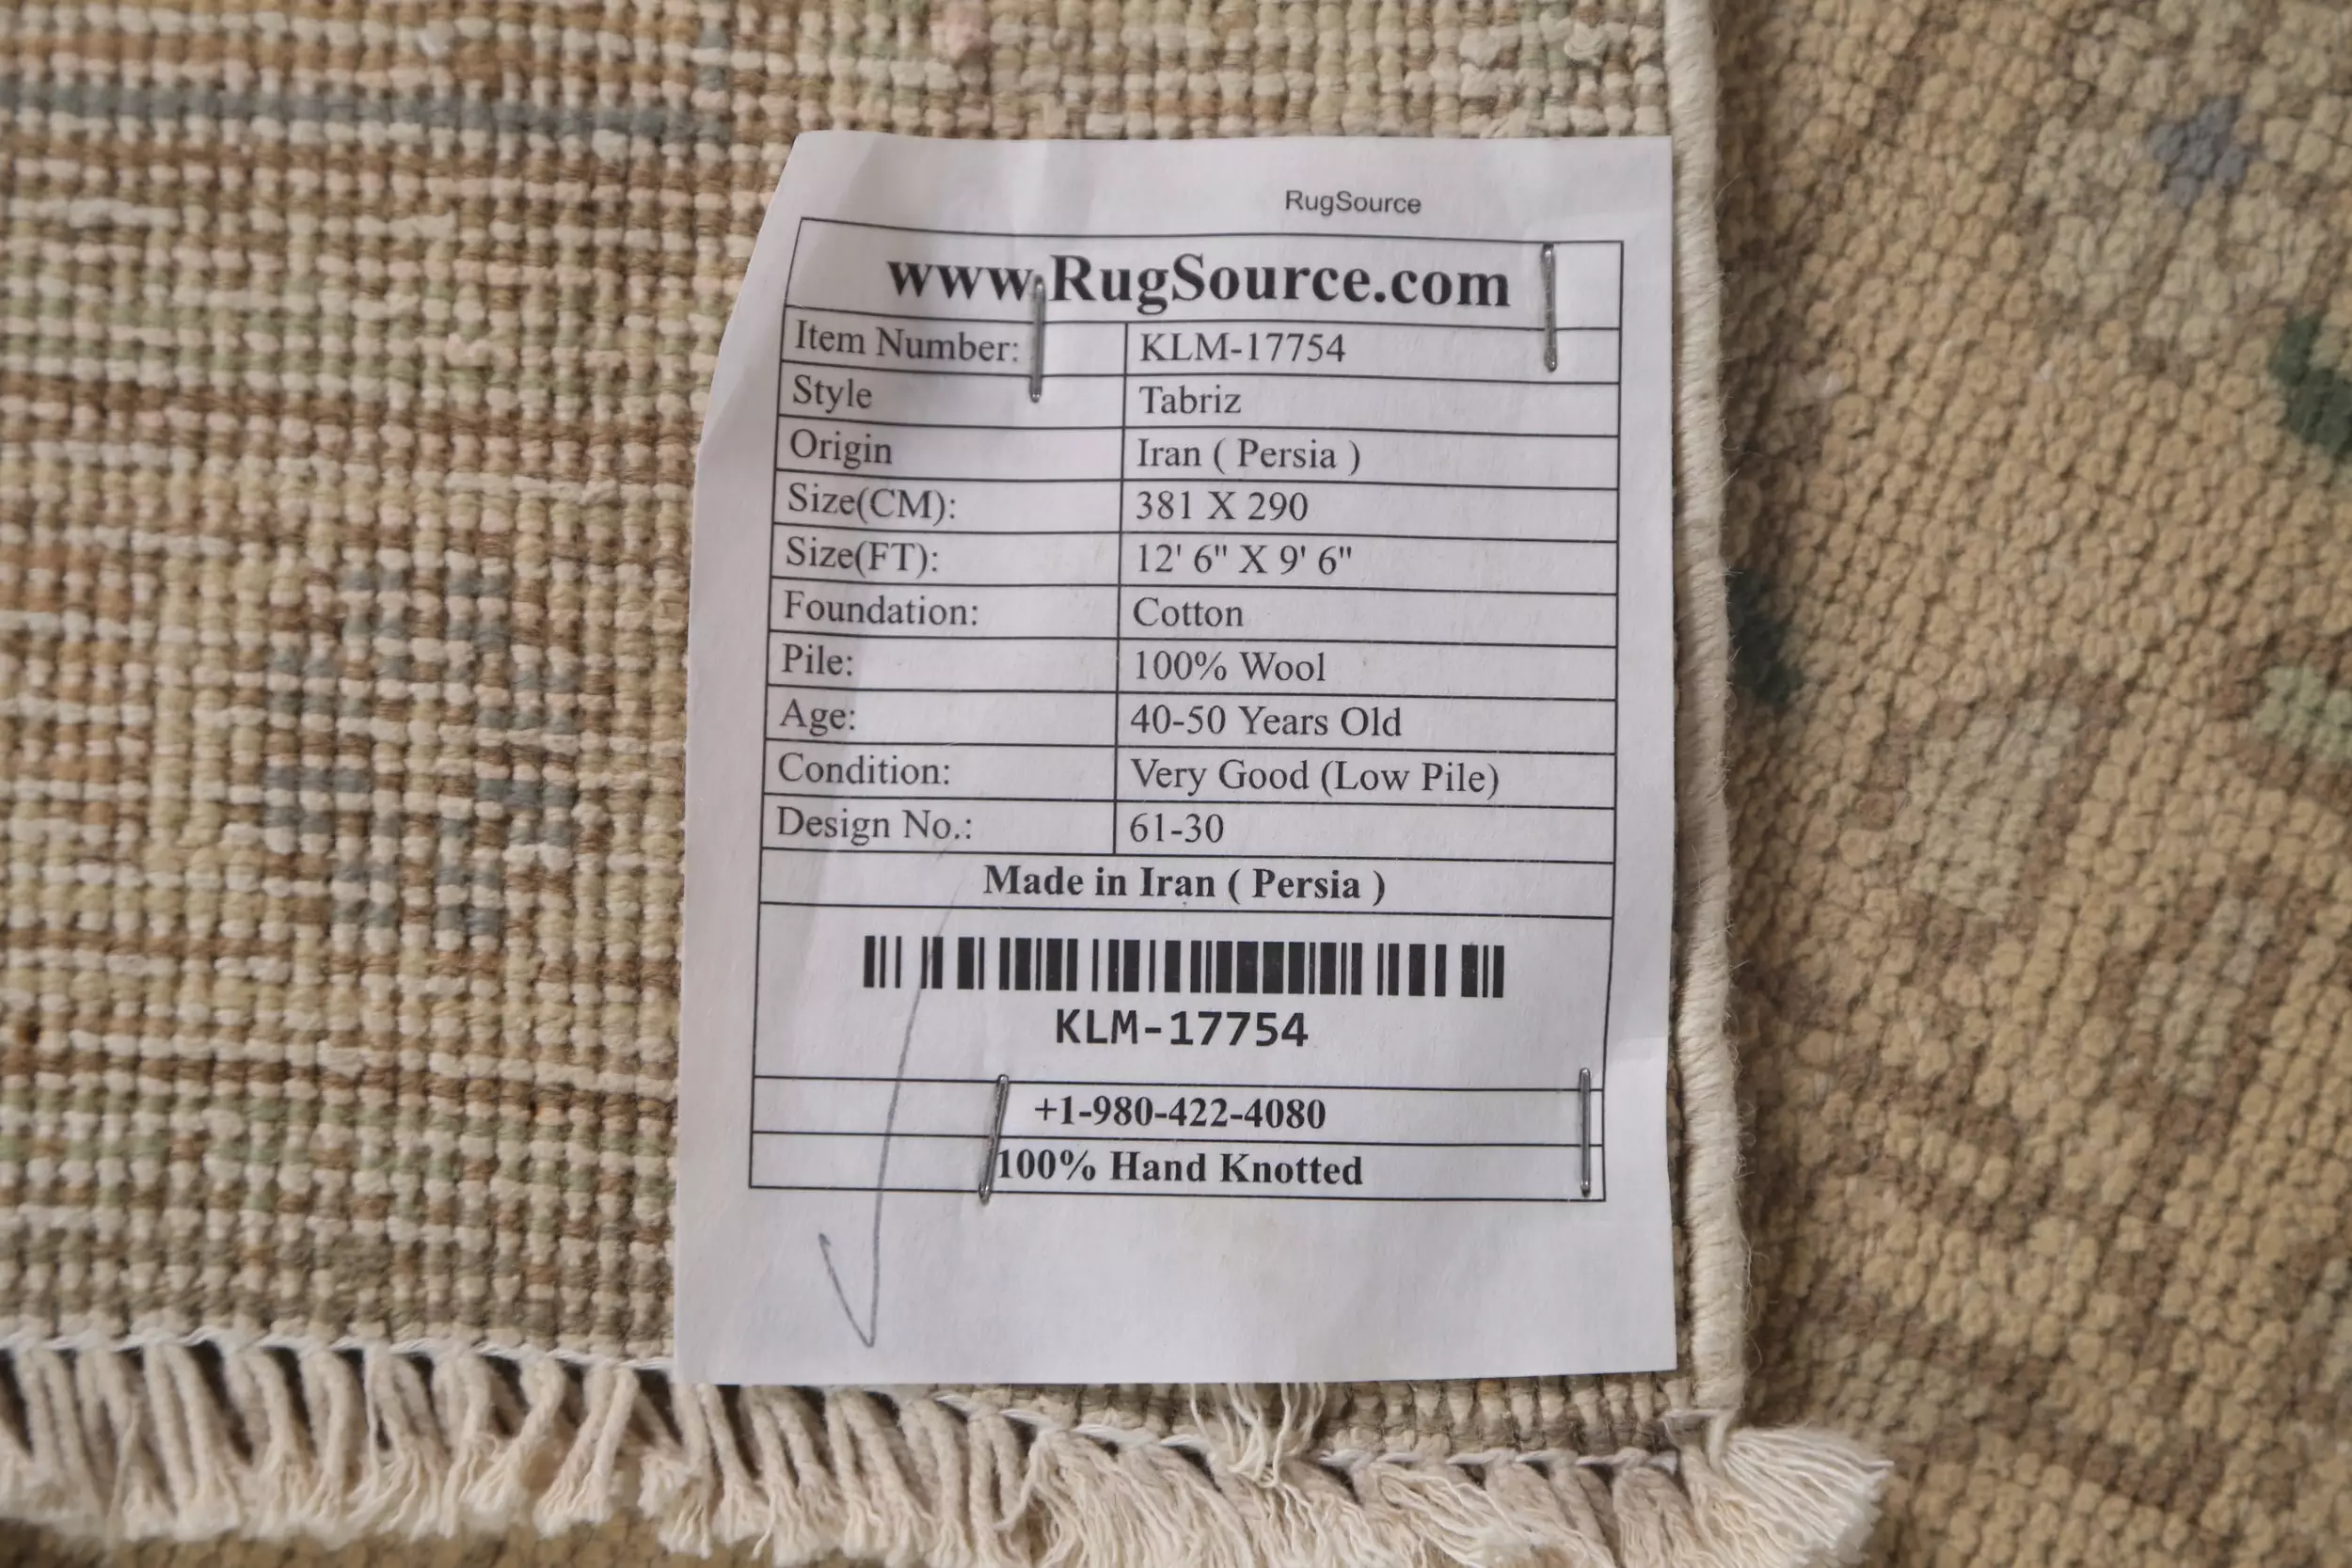 RugSource
www.RugSource.com
Item Number: KLM-17754
Style Tabriz
Origin Iran ( Persia )
Size(CM): 381 X 290
Size(FT): 12' 6" X 9' 6"
Foundation: Cotton
Pile: 100% Wool
Age: 40-50 Years Old
Condition: Very Good (Low Pile)
Design No.: 61-30
Made in Iran ( Persia )
KLM-17754
+1-980-422-4080
100% Hand Knotted